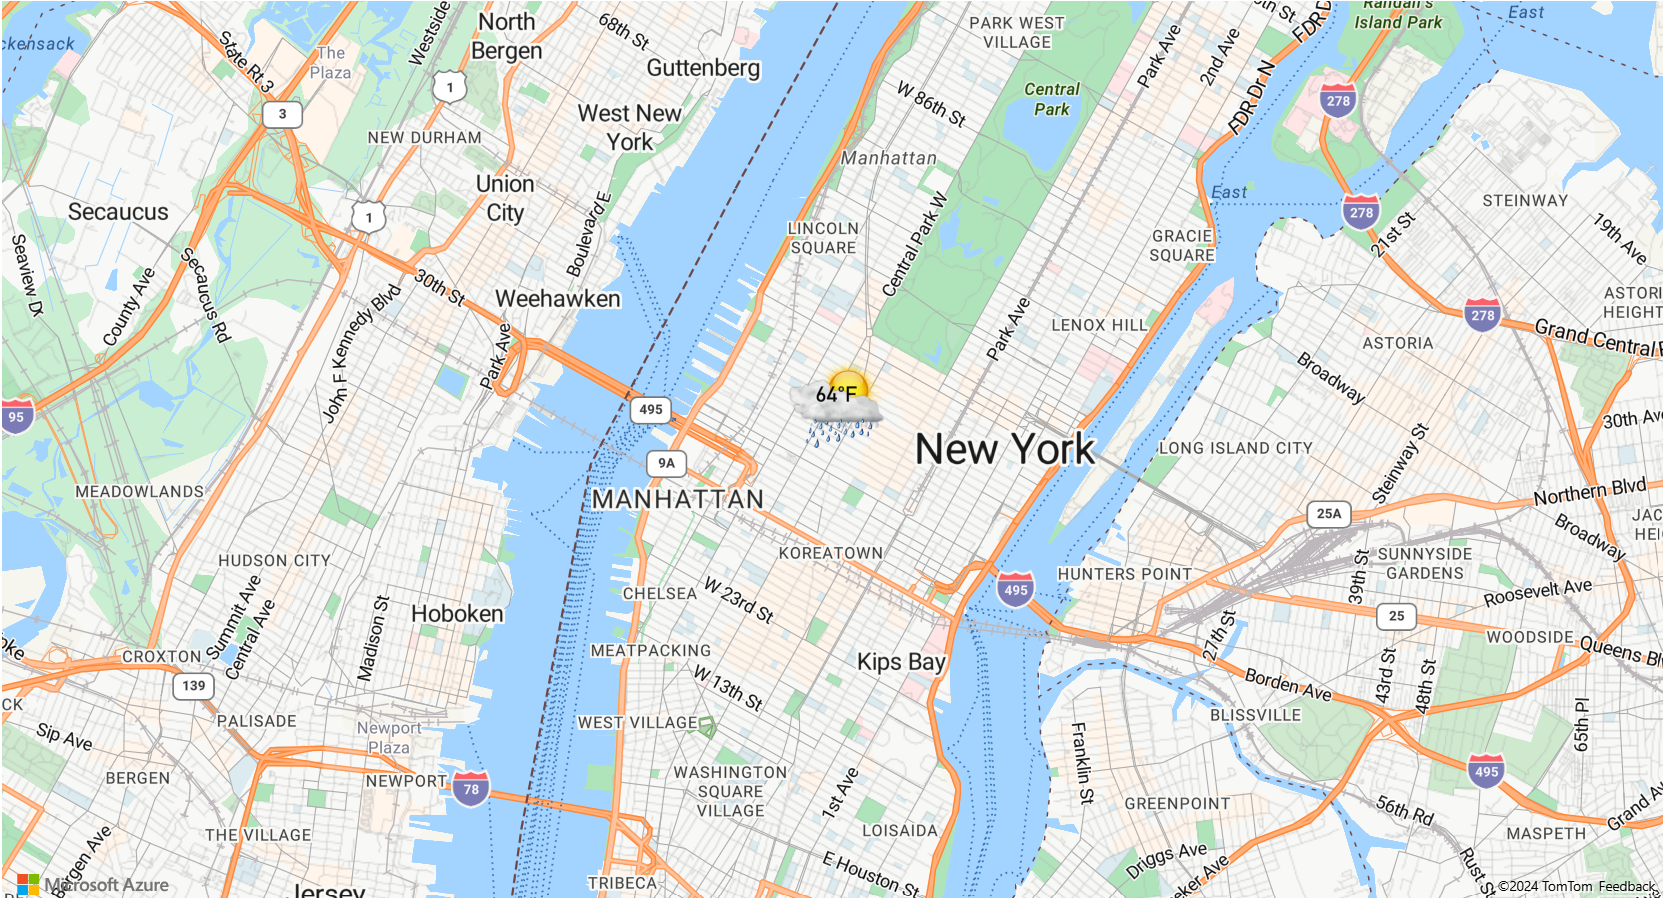 ckensack
State Rt 3
The
Plaza
Westside
North
Bergen
68th St
Guttenberg
PARK WEST
VILLAGE
Park Ave
2nd Ave
FDR D
Randall's
Island Park
East
1
3
NEW DURHAM
West New
York
W 86th St
Central
Park
FDR Dr N
278
Manhattan
Union
City
Boulevard E
East
278
STEINWAY
Secaucus
1
LINCOLN
SQUARE
Central Park W
GRACIE
SQUARE
21st St
19th Ave
Seaview Dr
County Ave
Secaucus Rd
30th St
Weehawken
John F Kennedy Blvd
Park Ave
Park Ave
LENOX HILL
278
ASTORI
HEIGHT
Grand Central P
ASTORIA
Broadway
95
64°F
495
New York
30th Ave
9A
LONG ISLAND CITY
Steinway St
MEADOWLANDS
MANHATTAN
Northern Blvd
25A
JAC
HEI
Broadway
HUDSON CITY
KOREATOWN
HUNTERS POINT
SUNNYSIDE
GARDENS
39th St
Summit Ave
Central Ave
Madison St
Hoboken
CHELSEA
W 23rd St
495
Roosevelt Ave
25
oke
CROXTON
MEATPACKING
Kips Bay
27th St
WOODSIDE
Queens Bl
139
W 13th St
Borden Ave
43rd St
48th St
CK
PALISADE
Newport
Plaza
WEST VILLAGE
BLISSVILLE
65th Pl
Sip Ave
BERGEN
NEWPORT
78
WASHINGTON
SQUARE
VILLAGE
1st Ave
Franklin St
495
GREENPOINT
56th Rd
Grand Av
THE VILLAGE
LOISAIDA
MASPETH
Bergen Ave
E Houston St
Driggs Ave
eker Ave
Rust St
TRIBECA
Microsoft Azure
Jersey
©2024 TomTom Feedback